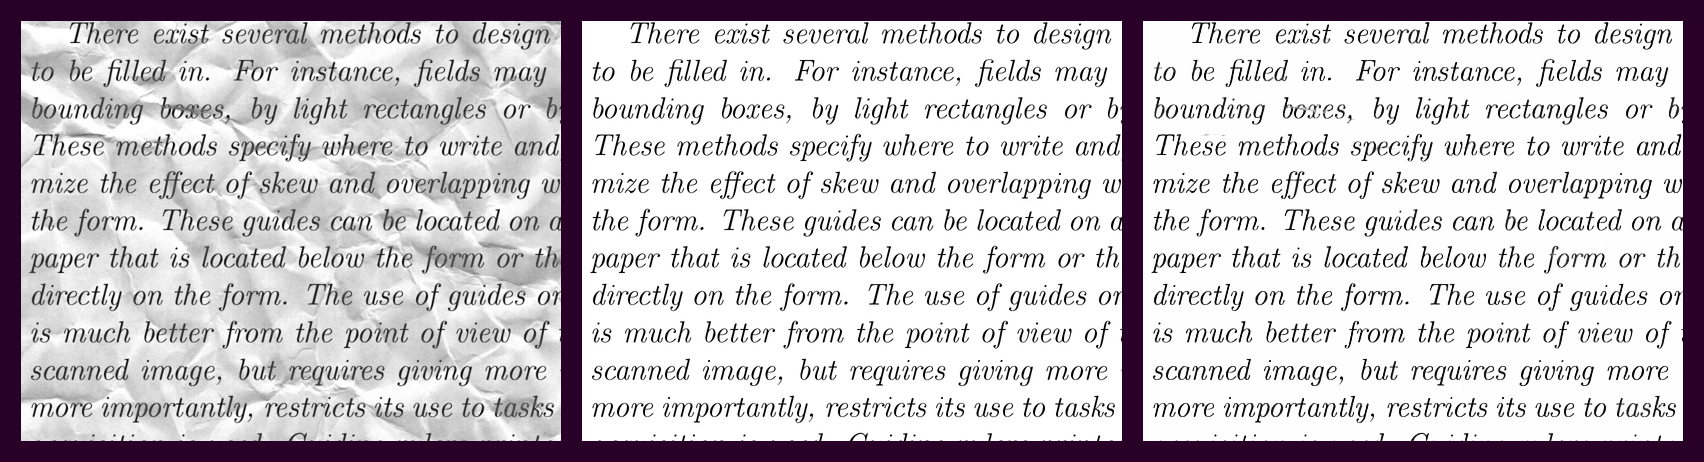 There exist several methods to design
to be filled in. For instance, fields may
bounding boxes, by light rectangles or by
These methods specify where to write and
mize the effect of skew and overlapping w
the form. These guides can be located on a
paper that is located below the form or th
directly on the form. The use of guides on
is much better from the point of view of
scanned image, but requires giving more
more importantly, restricts its use to tasks
There exist several methods to design
to be filled in. For instance, fields may
bounding boxes, by light rectangles or by
These methods specify where to write and
mize the effect of skew and overlapping w
the form. These guides can be located on a
paper that is located below the form or th
directly on the form. The use of guides on
is much better from the point of view of
scanned image, but requires giving more
more importantly, restricts its use to tasks
There exist several methods to design
to be filled in. For instance, fields may
bounding boxes, by light rectangles or by
These methods specify where to write and
mize the effect of skew and overlapping w
the form. These guides can be located on a
paper that is located below the form or th
directly on the form. The use of guides on
is much better from the point of view of
scanned image, but requires giving more
more importantly, restricts its use to tasks